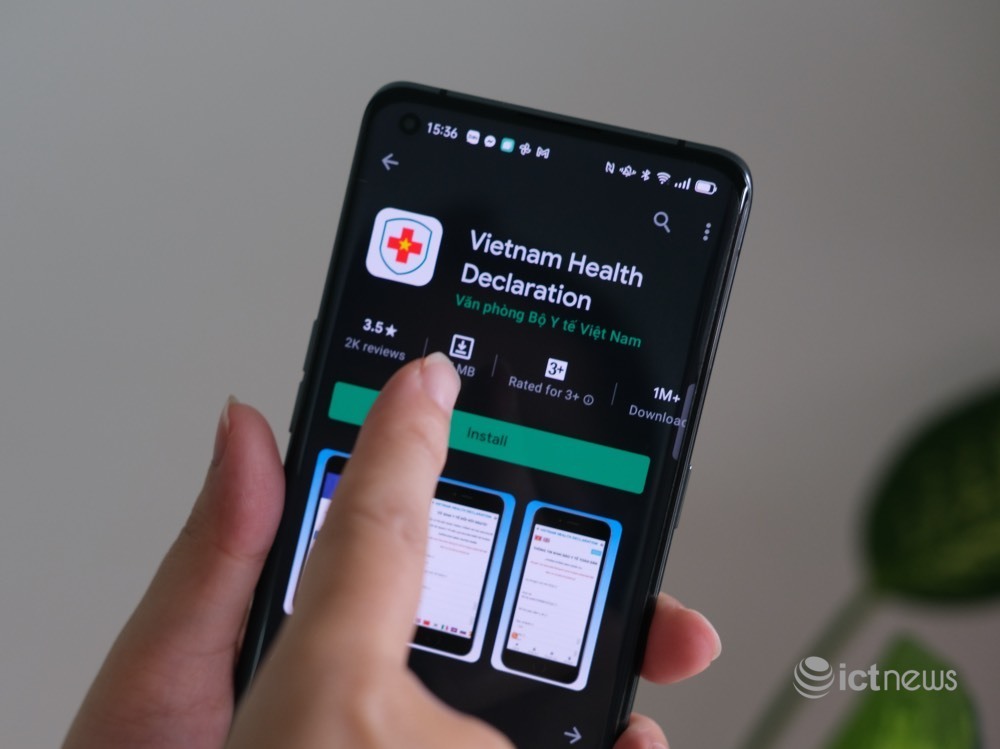 15:36
Vietnam Health
Declaration
Văn phòng Bộ Y tế Việt Nam
3.5★
2K reviews
MB
3+
Rated for 3+
1M+
Download
Install
ictnews